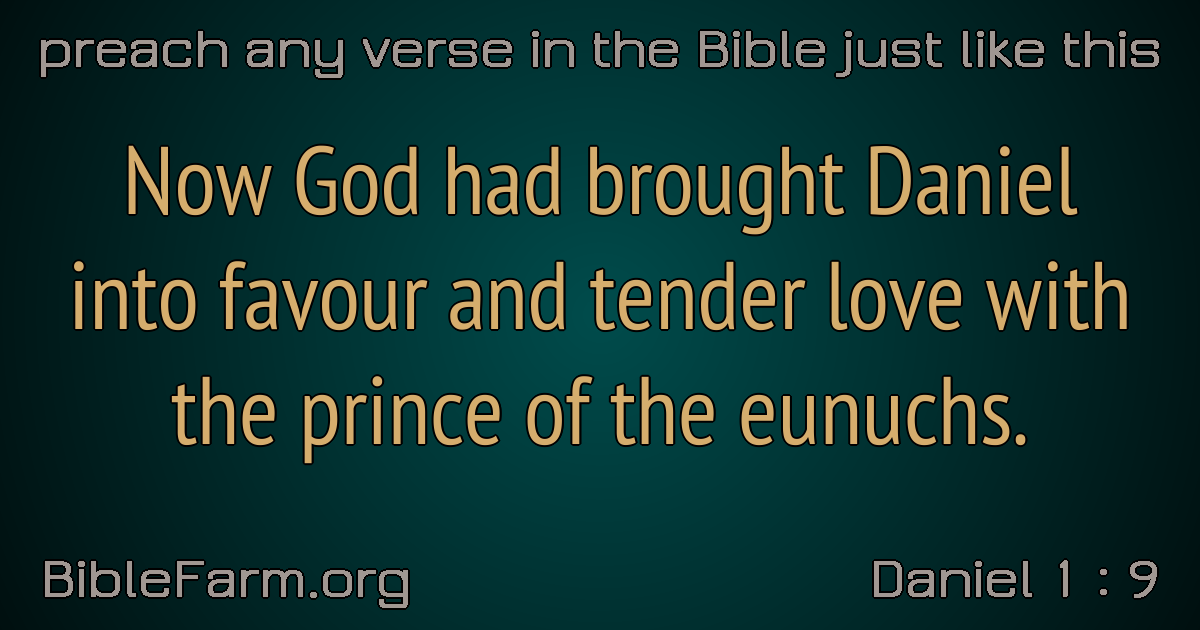 preach any verse in the Bible just like this
Now God had brought Daniel
into favour and tender love with
the prince of the eunuchs.
BibleFarm.org
Daniel 1 : 9